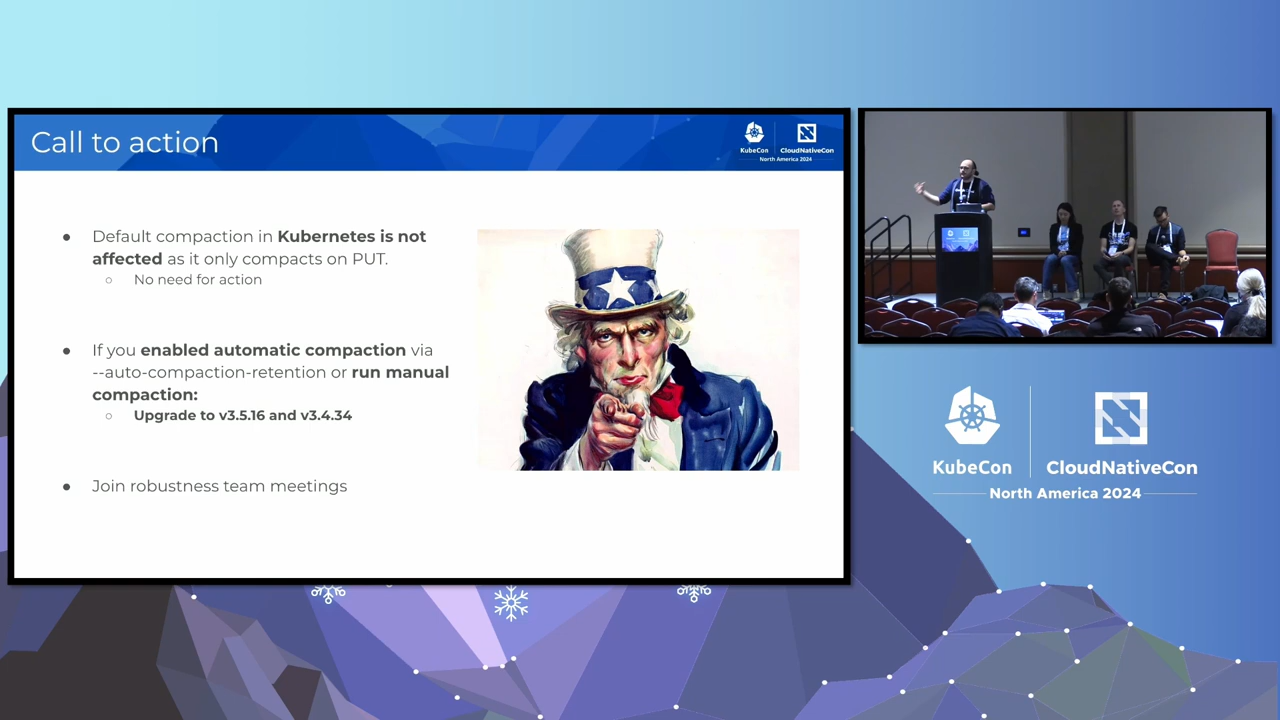 Call to action
KubeCon
CloudNativeCon
North America 2024
● Default compaction in Kubernetes is not
affected as it only compacts on PUT.
○ No need for action
● If you enabled automatic compaction via
--auto-compaction-retention or run manual
compaction:
○ Upgrade to v3.5.16 and v3.4.34
● Join robustness team meetings
KubeCon
CloudNativeCon
North America 2024